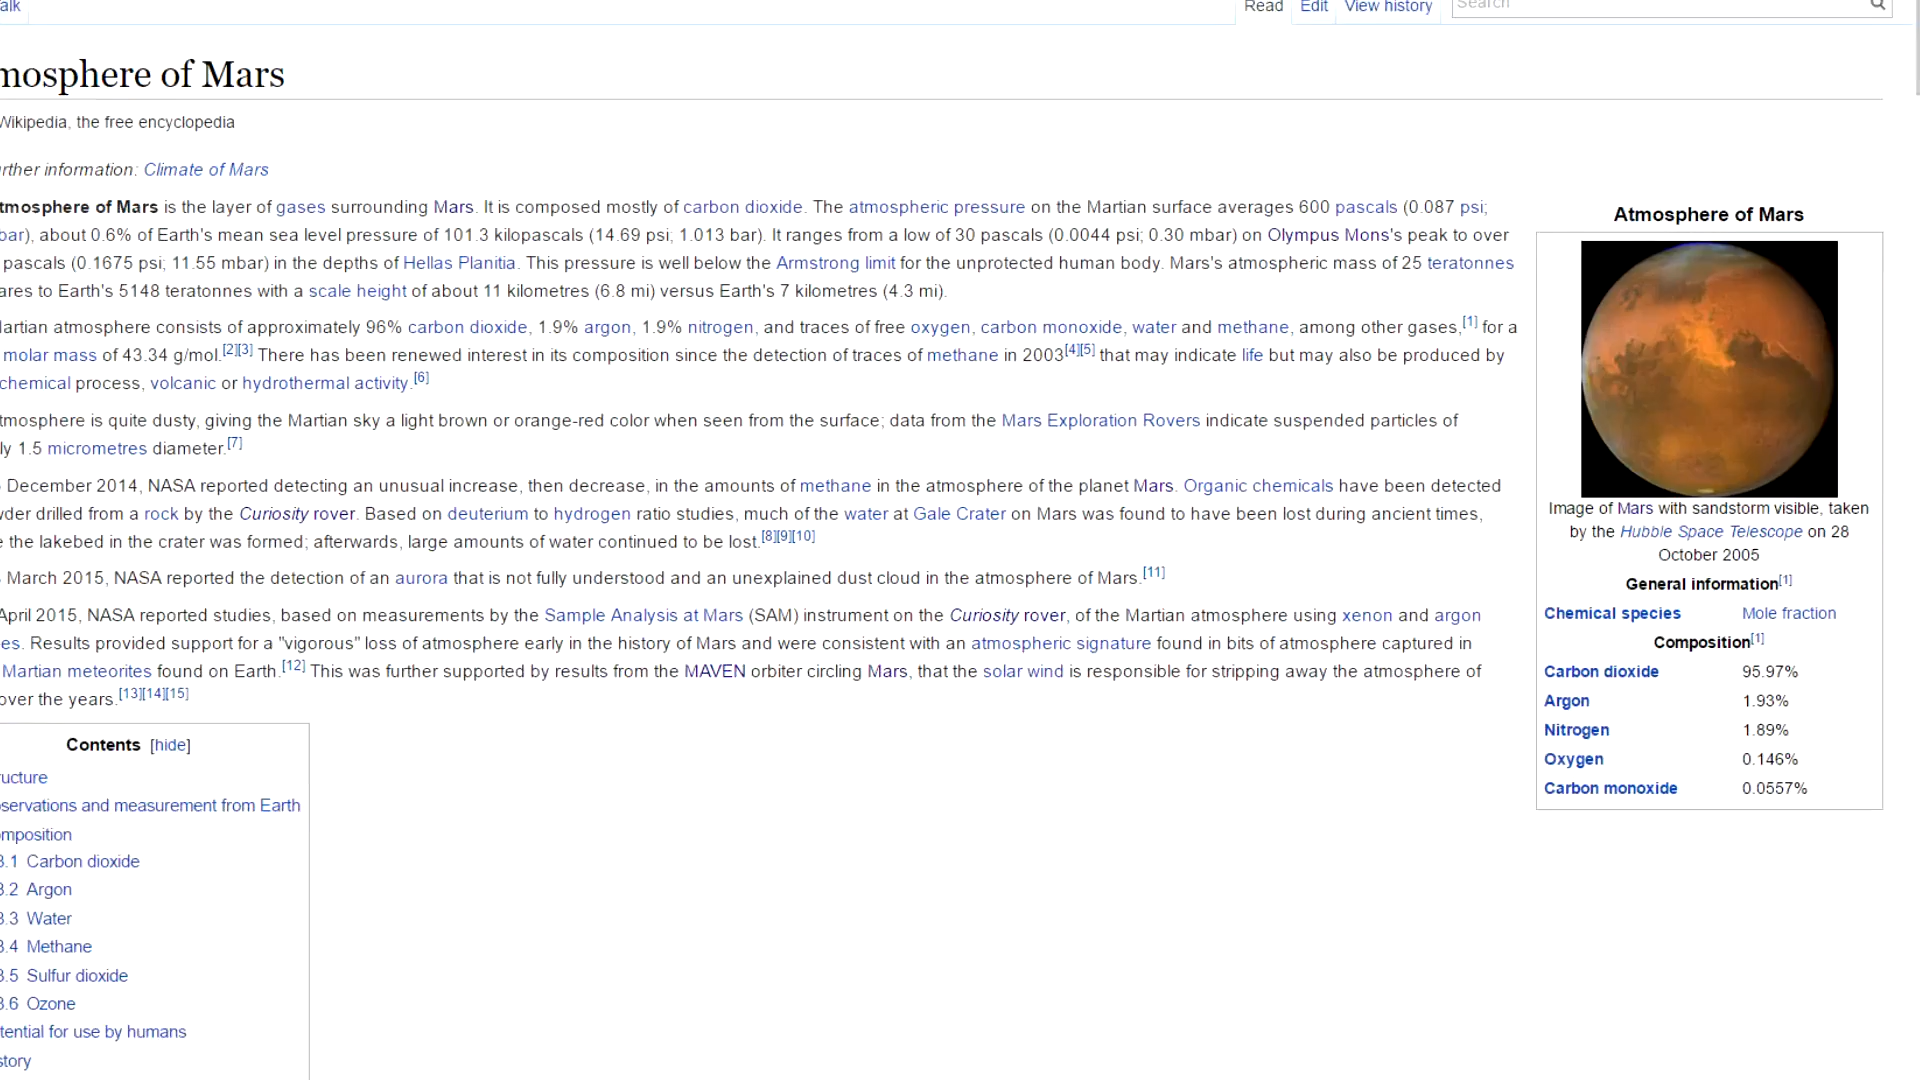 alk
Read Edit View history Search
mosphere of Mars
Wikipedia, the free encyclopedia
rther information: Climate of Mars
tmosphere of Mars is the layer of gases surrounding Mars. It is composed mostly of carbon dioxide. The atmospheric pressure on the Martian surface averages 600 pascals (0.087 psi;
bar), about 0.6% of Earth's mean sea level pressure of 101.3 kilopascals (14.69 psi; 1.013 bar). It ranges from a low of 30 pascals (0.0044 psi; 0.30 mbar) on Olympus Mons's peak to over
pascals (0.1675 psi; 11.55 mbar) in the depths of Hellas Planitia. This pressure is well below the Armstrong limit for the unprotected human body. Mars's atmospheric mass of 25 teratonnes
ares to Earth's 5148 teratonnes with a scale height of about 11 kilometres (6.8 mi) versus Earth's 7 kilometres (4.3 mi).
artian atmosphere consists of approximately 96% carbon dioxide, 1.9% argon, 1.9% nitrogen, and traces of free oxygen, carbon monoxide, water and methane, among other gases,[1] for a
molar mass of 43.34 g/mol.[2][3] There has been renewed interest in its composition since the detection of traces of methane in 2003[4][5] that may indicate life but may also be produced by
chemical process, volcanic or hydrothermal activity.[6]
tmosphere is quite dusty, giving the Martian sky a light brown or orange-red color when seen from the surface; data from the Mars Exploration Rovers indicate suspended particles of
ly 1.5 micrometres diameter.[7]
December 2014, NASA reported detecting an unusual increase, then decrease, in the amounts of methane in the atmosphere of the planet Mars. Organic chemicals have been detected
der drilled from a rock by the Curiosity rover. Based on deuterium to hydrogen ratio studies, much of the water at Gale Crater on Mars was found to have been lost during ancient times,
e the lakebed in the crater was formed; afterwards, large amounts of water continued to be lost.[8][9][10]
March 2015, NASA reported the detection of an aurora that is not fully understood and an unexplained dust cloud in the atmosphere of Mars.[11]
April 2015, NASA reported studies, based on measurements by the Sample Analysis at Mars (SAM) instrument on the Curiosity rover, of the Martian atmosphere using xenon and argon
es. Results provided support for a "vigorous" loss of atmosphere early in the history of Mars and were consistent with an atmospheric signature found in bits of atmosphere captured in
Martian meteorites found on Earth.[12] This was further supported by results from the MAVEN orbiter circling Mars, that the solar wind is responsible for stripping away the atmosphere of
over the years.[13][14][15]
Contents [hide]
ucture
servations and measurement from Earth
mposition
3.1 Carbon dioxide
3.2 Argon
3.3 Water
3.4 Methane
3.5 Sulfur dioxide
3.6 Ozone
tential for use by humans
story
Atmosphere of Mars
Image of Mars with sandstorm visible, taken
by the Hubble Space Telescope on 28
October 2005
General information[1]
Chemical species Mole fraction
Composition[1]
Carbon dioxide 95.97%
Argon 1.93%
Nitrogen 1.89%
Oxygen 0.146%
Carbon monoxide 0.0557%